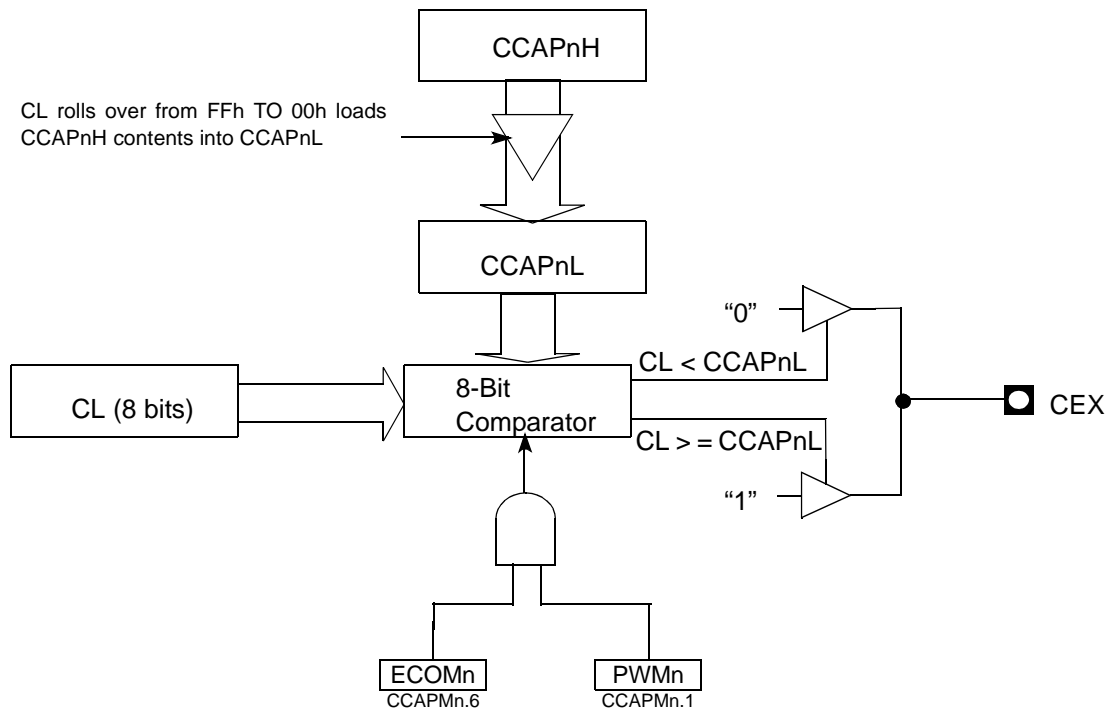 CCAPnH
CL rolls over from FFh TO 00h loads
CCAPnH contents into CCAPnL
CCAPnL
“0”
CL < CCAPnL
CL (8 bits)
8-Bit
Comparator
CEX
CL > = CCAPnL
“1”
ECOMn
PWMn
CCAPMn.6
CCAPMn.1